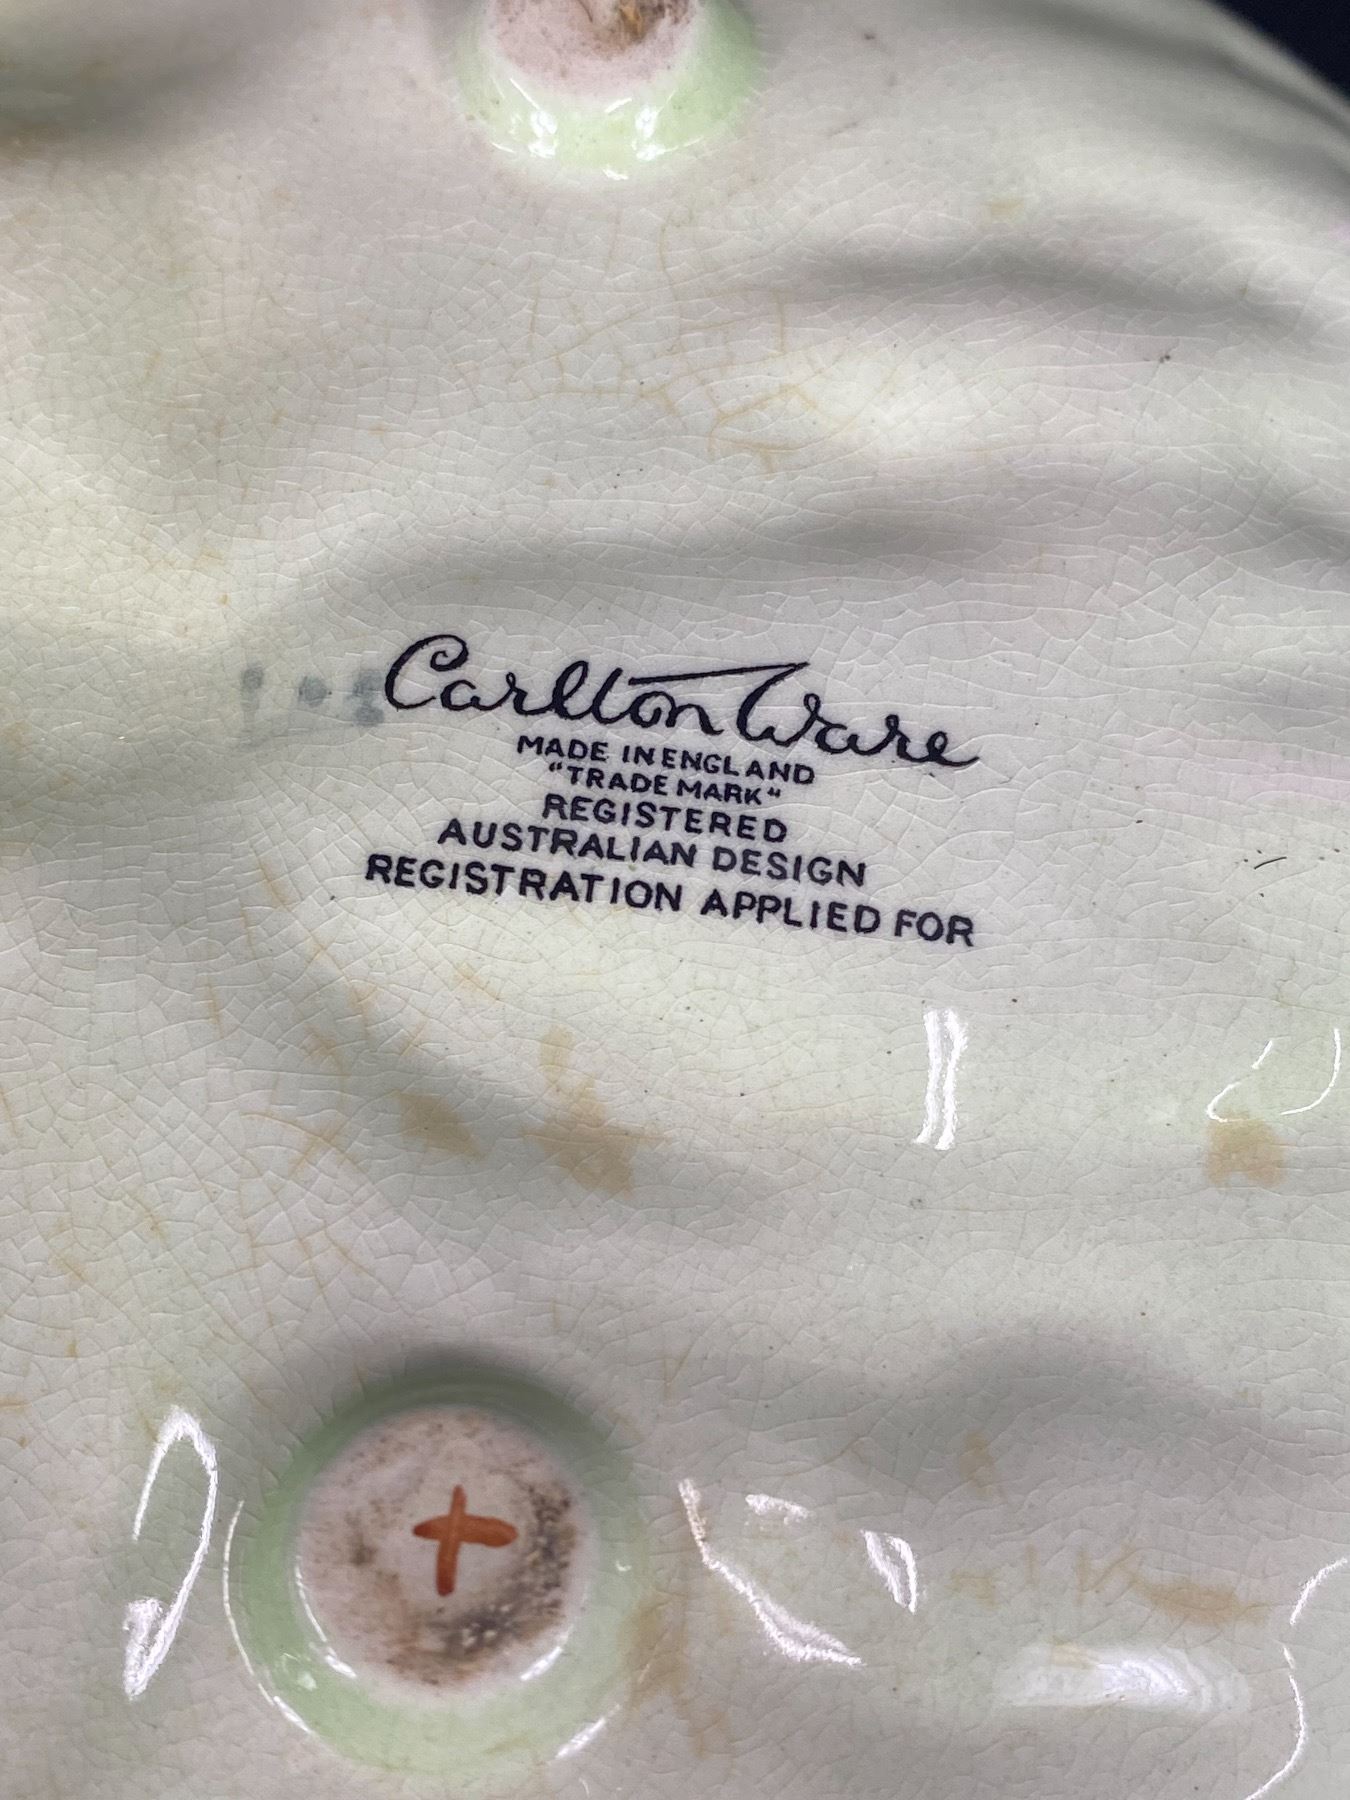 Carlton Ware
MADE IN ENGLAND
"TRADE MARK"
REGISTERED
AUSTRALIAN DESIGN
REGISTRATION APPLIED FOR